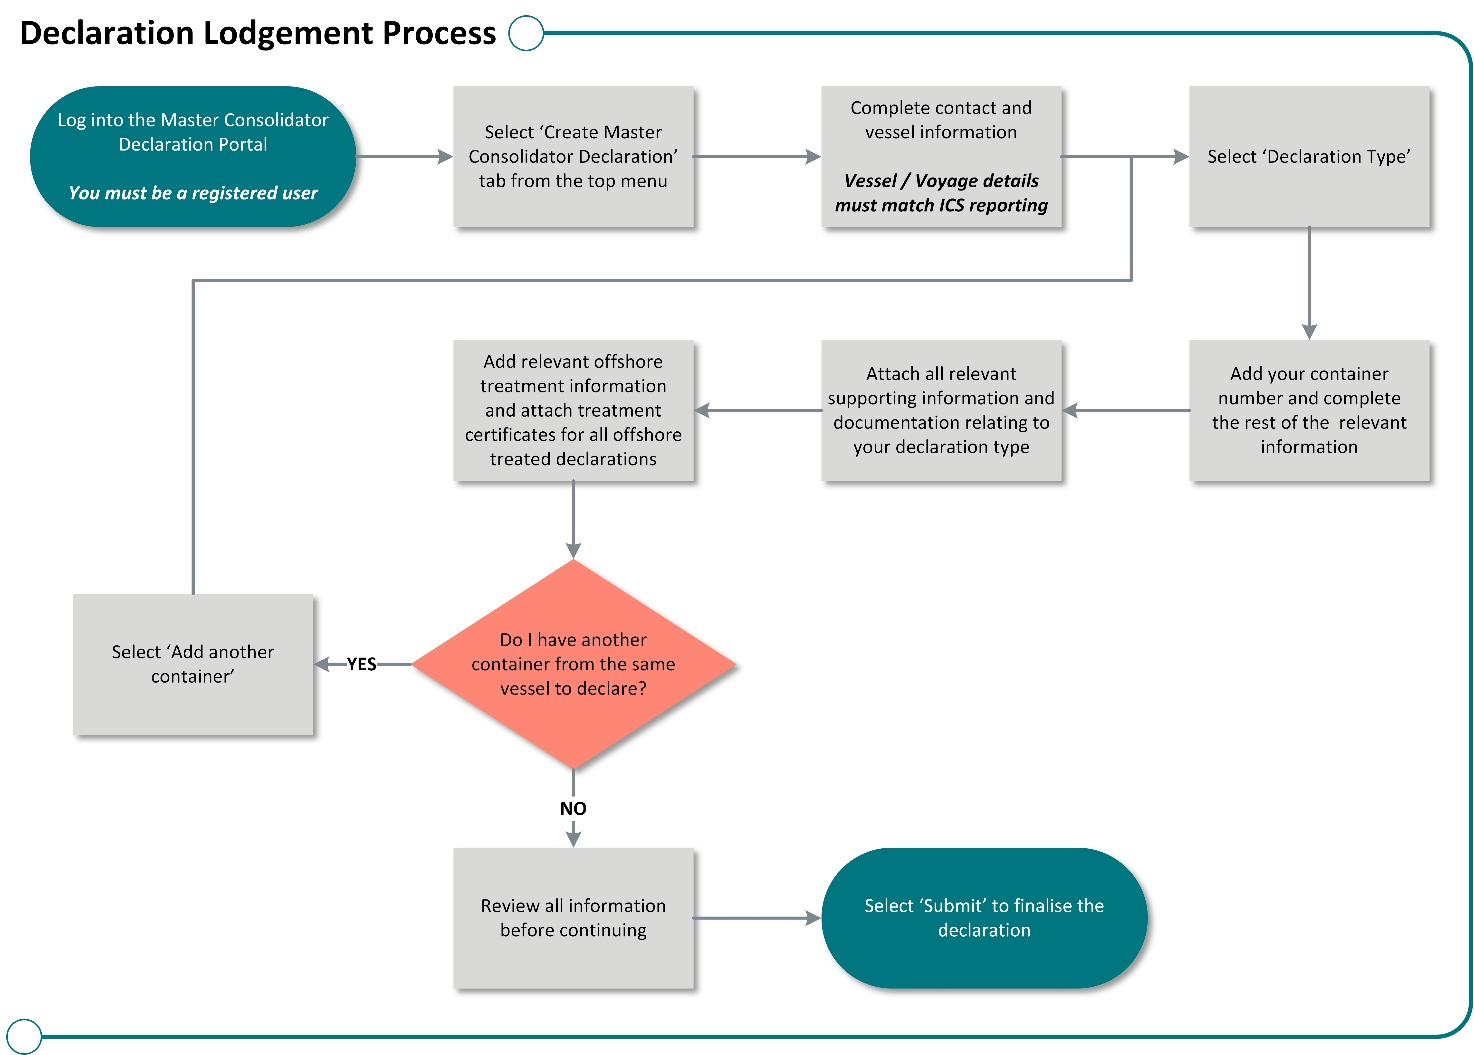 Declaration Lodgement Process
Log into the Master Consolidator
Declaration Portal
You must be a registered user
Select ‘Create Master
Consolidator Declaration’
tab from the top menu
Complete contact and
vessel information
Vessel / Voyage details
must match ICS reporting
Select ‘Declaration Type’
Add your container
number and complete
the rest of the relevant
information
Attach all relevant
supporting information and
documentation relating to
your declaration type
Add relevant offshore
treatment information
and attach treatment
certificates for all offshore
treated declarations
Do I have another
container from the same
vessel to declare?
YES
Select ‘Add another
container’
NO
Review all information
before continuing
Select ‘Submit’ to finalise the
declaration